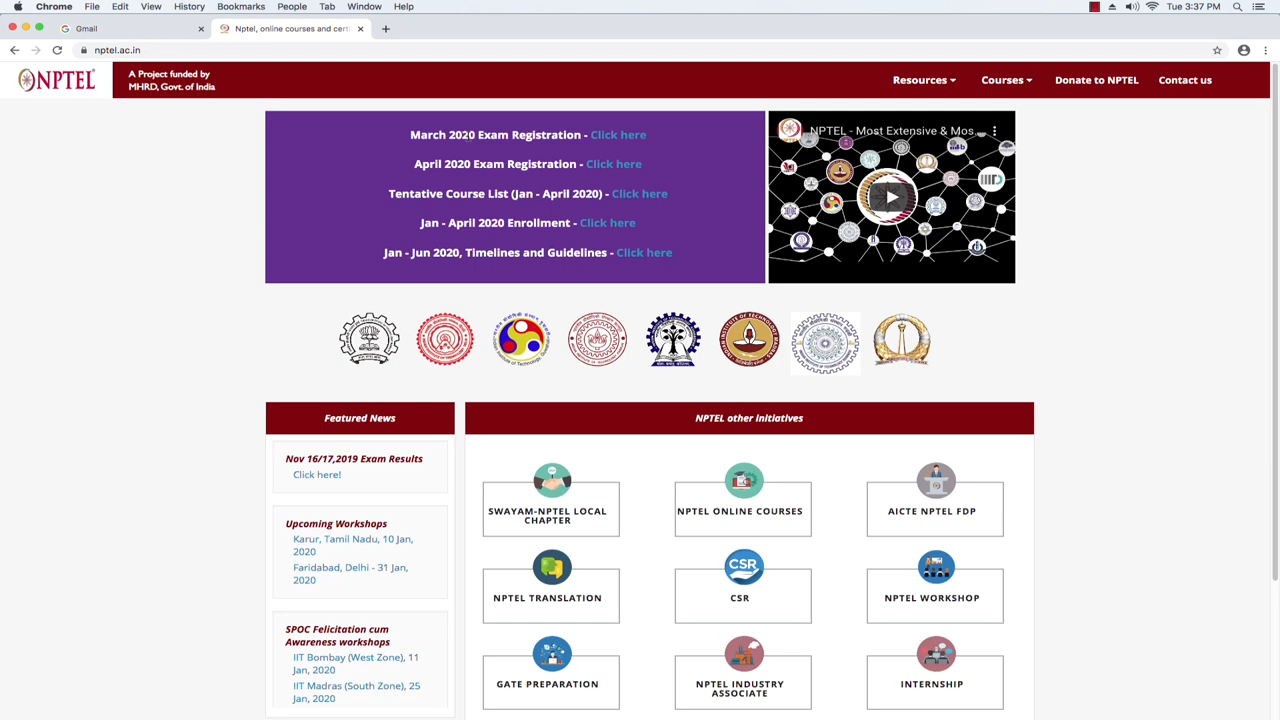 Chrome File Edit View History Bookmarks People Tab Window Help Tue 3:37 PM
Gmail Nptel, online courses and certi
nptel.ac.in
NPTEL
A Project funded by
MHRD, Govt. of India
Resources Courses Donate to NPTEL Contact us
March 2020 Exam Registration - Click here
April 2020 Exam Registration - Click here
Tentative Course List (Jan - April 2020) - Click here
Jan - April 2020 Enrollment - Click here
Jan - Jun 2020, Timelines and Guidelines - Click here
NPTEL - Most Extensive & Mos...
Featured News
Nov 16/17,2019 Exam Results
Click here!
Upcoming Workshops
Karur, Tamil Nadu, 10 Jan,
2020
Faridabad, Delhi - 31 Jan,
2020
SPOC Felicitation cum
Awareness workshops
IIT Bombay (West Zone), 11
Jan, 2020
IIT Madras (South Zone), 25
Jan, 2020
NPTEL other initiatives
SWAYAM-NPTEL LOCAL
CHAPTER
NPTEL ONLINE COURSES
AICTE NPTEL FDP
NPTEL TRANSLATION
CSR
CSR
NPTEL WORKSHOP
GATE PREPARATION
NPTEL INDUSTRY
ASSOCIATE
INTERNSHIP